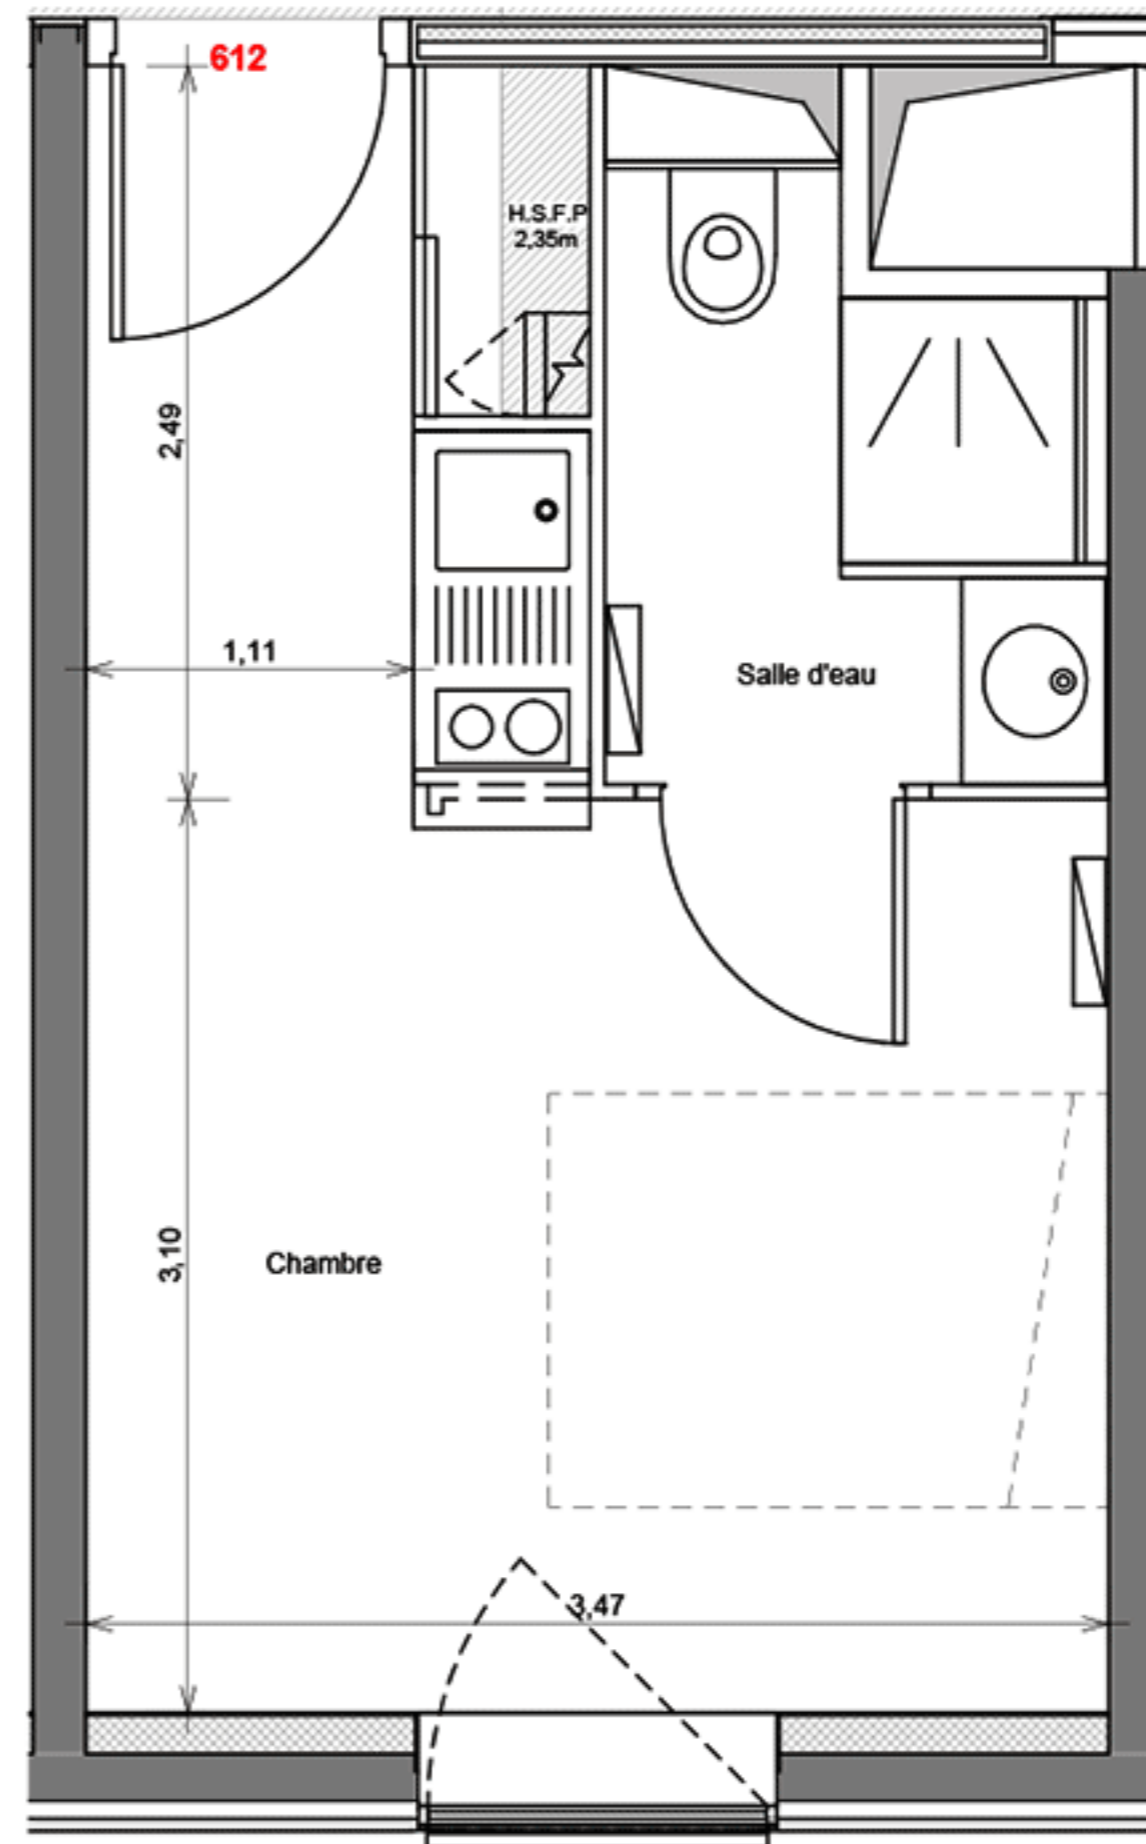 612
H.S.F.P
2,35m
2,49
1,11
Salle d'eau
3,10
Chambre
3,47